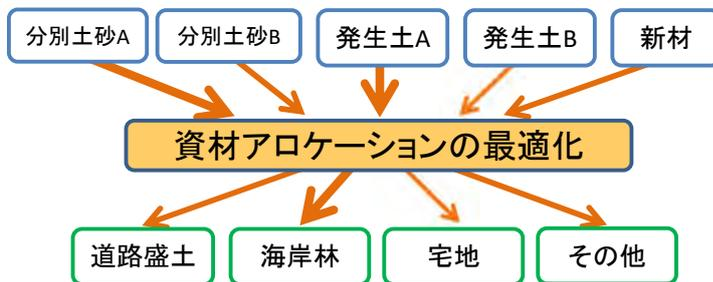 分別土砂A
分別土砂B
発生土A
発生土B
新材
資材アロケーションの最適化
道路盛土
海岸林
宅地
その他